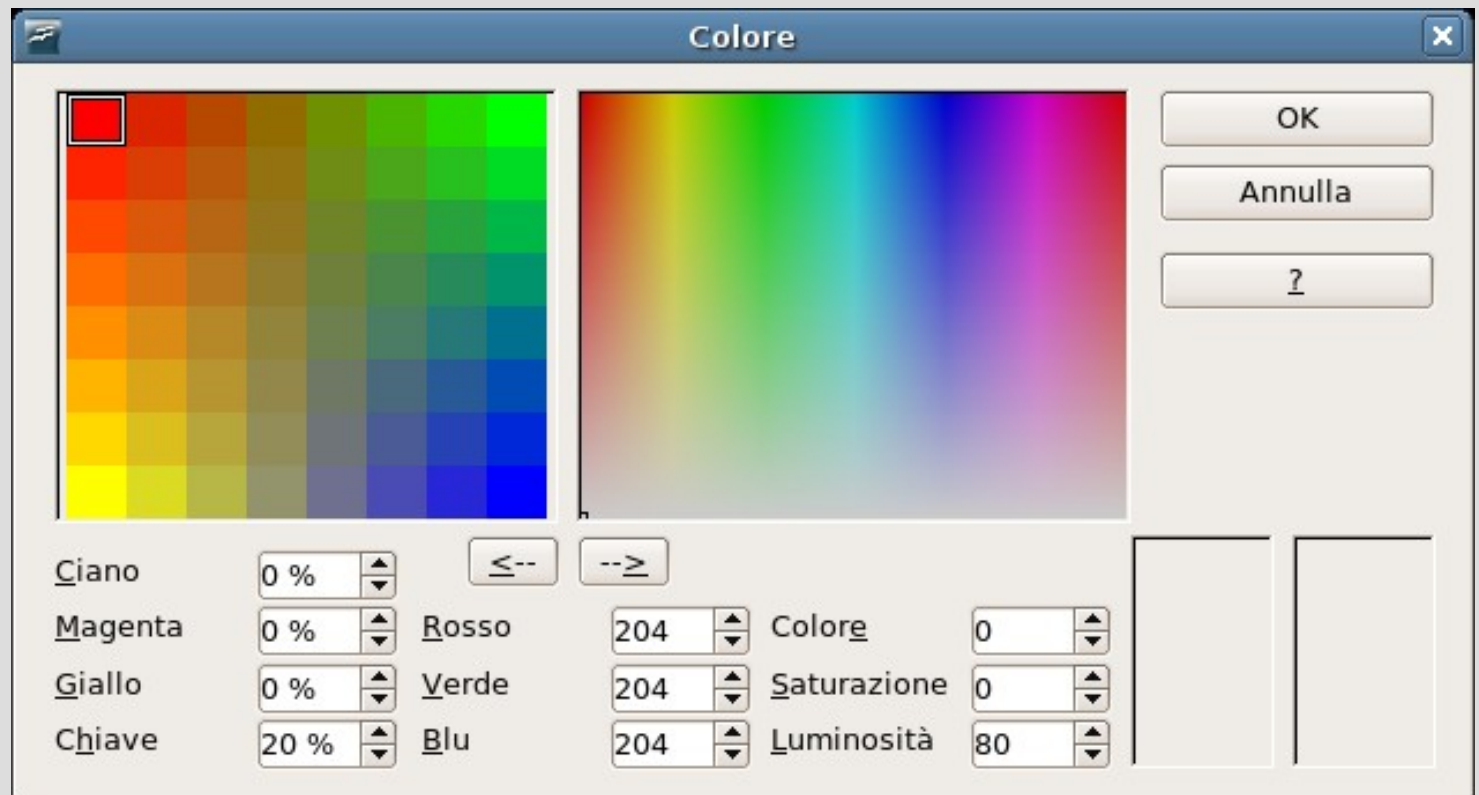 Colore
OK
Annulla
?
<-- -->
Ciano 0 %
Magenta 0 % Rosso 204 Colore 0
Giallo 0 % Verde 204 Saturazione 0
Chiave 20 % Blu 204 Luminosità 80